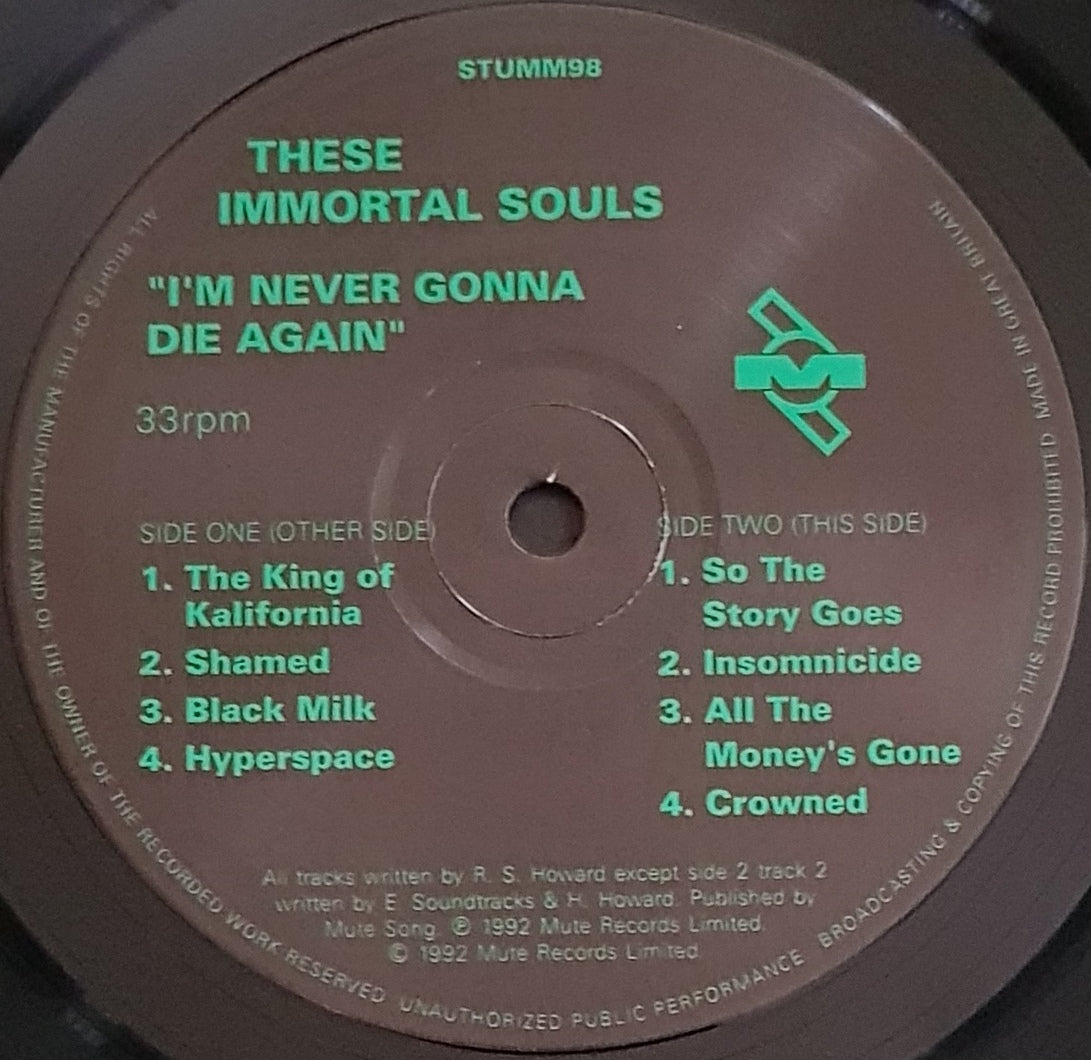 STUMM98
THESE
IMMORTAL SOULS
"I'M NEVER GONNA
DIE AGAIN"
33rpm
M
SIDE ONE (OTHER SIDE)
1. The King of
Kalifornia
2. Shamed
3. Black Milk
4. Hyperspace
SIDE TWO (THIS SIDE)
1. So The
Story Goes
2. Insomnicide
3. All The
Money's Gone
4. Crowned
All tracks written by R. S. Howard except side 2 track 2
written by E. Soundtracks & H. Howard. Published by
Mute Song. ℗ 1992 Mute Records Limited.
© 1992 Mute Records Limited.
ALL RIGHTS OF THE MANUFACTURER AND OF THE OWNER OF THE RECORDED WORK RESERVED UNAUTHORIZED PUBLIC PERFORMANCE BROADCASTING & COPYING OF THIS RECORD PROHIBITED MADE IN GREAT BRITAIN